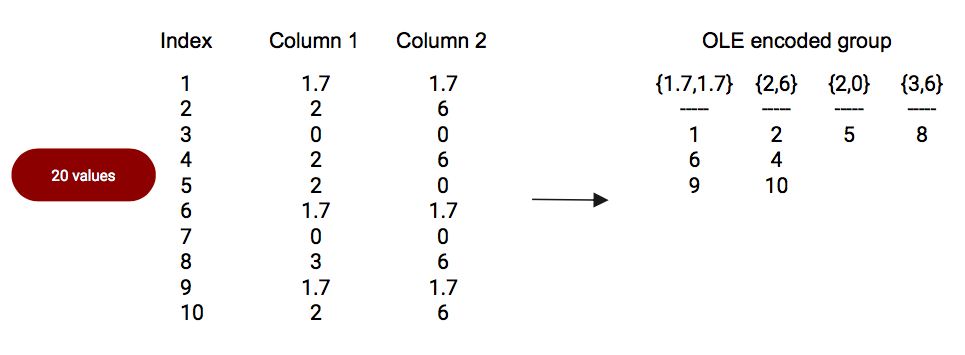 Index Column 1 Column 2 OLE encoded group
1 1.7 1.7 {1.7,1.7} {2,6} {2,0} {3,6}
2 2 6 ----- ----- ----- -----
3 0 0 1 2 5 8
4 2 6 6 4
20 values
5 2 0 9 10
6 1.7 1.7
7 0 0
8 3 6
9 1.7 1.7
10 2 6